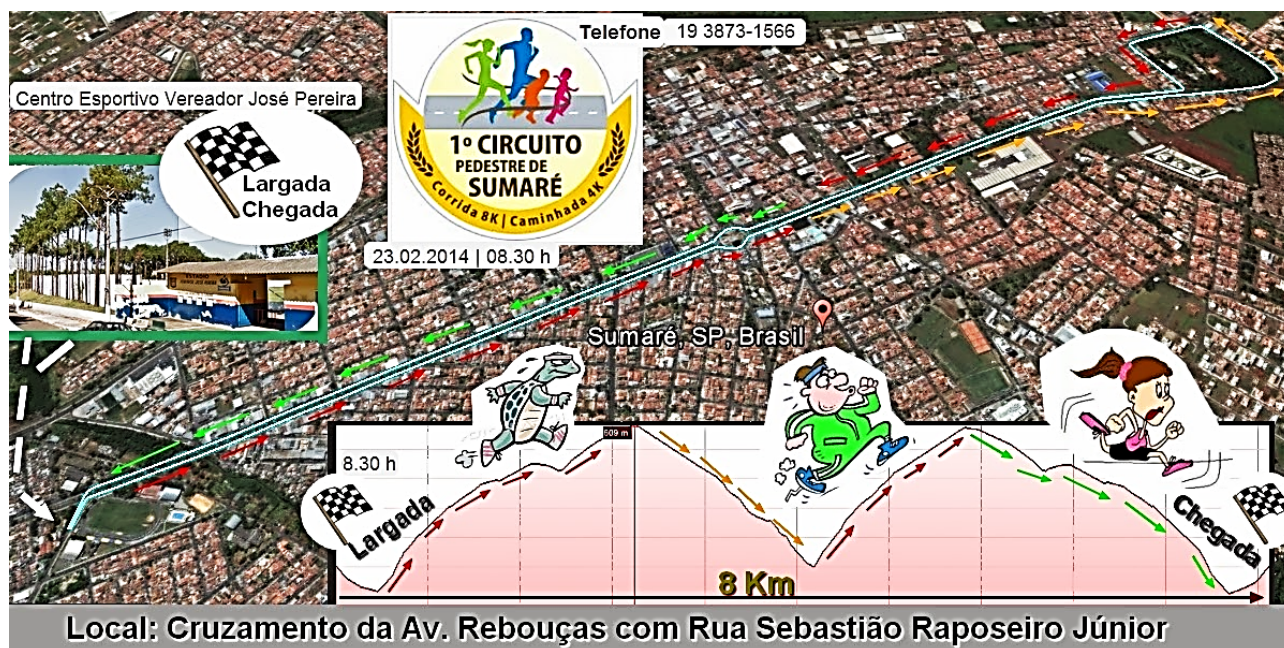 Telefone 19 3873-1566
Centro Esportivo Vereador José Pereira
Largada
Chegada
1º CIRCUITO
PEDESTRE DE
SUMARÉ
Corrida 8K | Caminhada 4K
23.02.2014 | 08.30 h
Sumaré, SP, Brasil
609 m
8.30 h
Largada
Chegada
8 Km
Local: Cruzamento da Av. Rebouças com Rua Sebastião Raposeiro Júnior